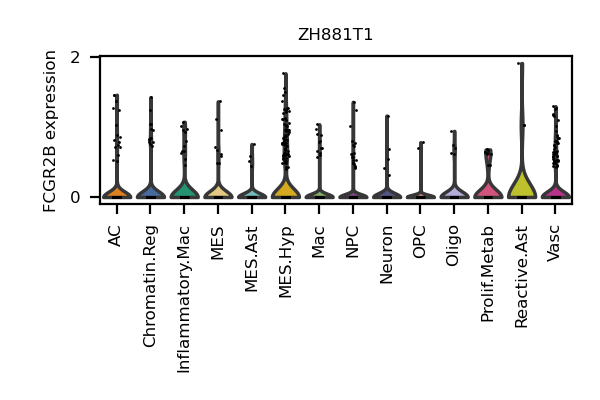 ZH881T1
FCGR2B expression
2
0
AC
Chromatin.Reg
Inflammatory.Mac
MES
MES.Ast
MES.Hyp
Mac
NPC
Neuron
OPC
Oligo
Prolif.Metab
Reactive.Ast
Vasc